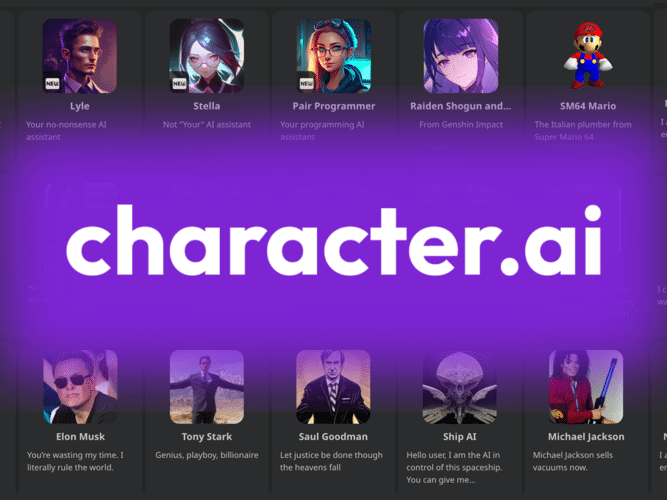 NEW
NEW
NEW
Lyle
Stella
Pair Programmer
Raiden Shogun and...
SM64 Mario
Your no-nonsense AI
assistant
Not "Your" AI assistant
Your programming AI
assistant
From Genshin Impact
The Italian plumber from
Super Mario 64.
character.ai
Elon Musk
Tony Stark
Saul Goodman
Ship AI
Michael Jackson
You're wasting my time. I
literally rule the world.
Genius, playboy, billionaire
Let justice be done though
the heavens fall
Hello user, I am the AI in
control of this spaceship.
You can give me...
Michael Jackson sells
vacuums now.